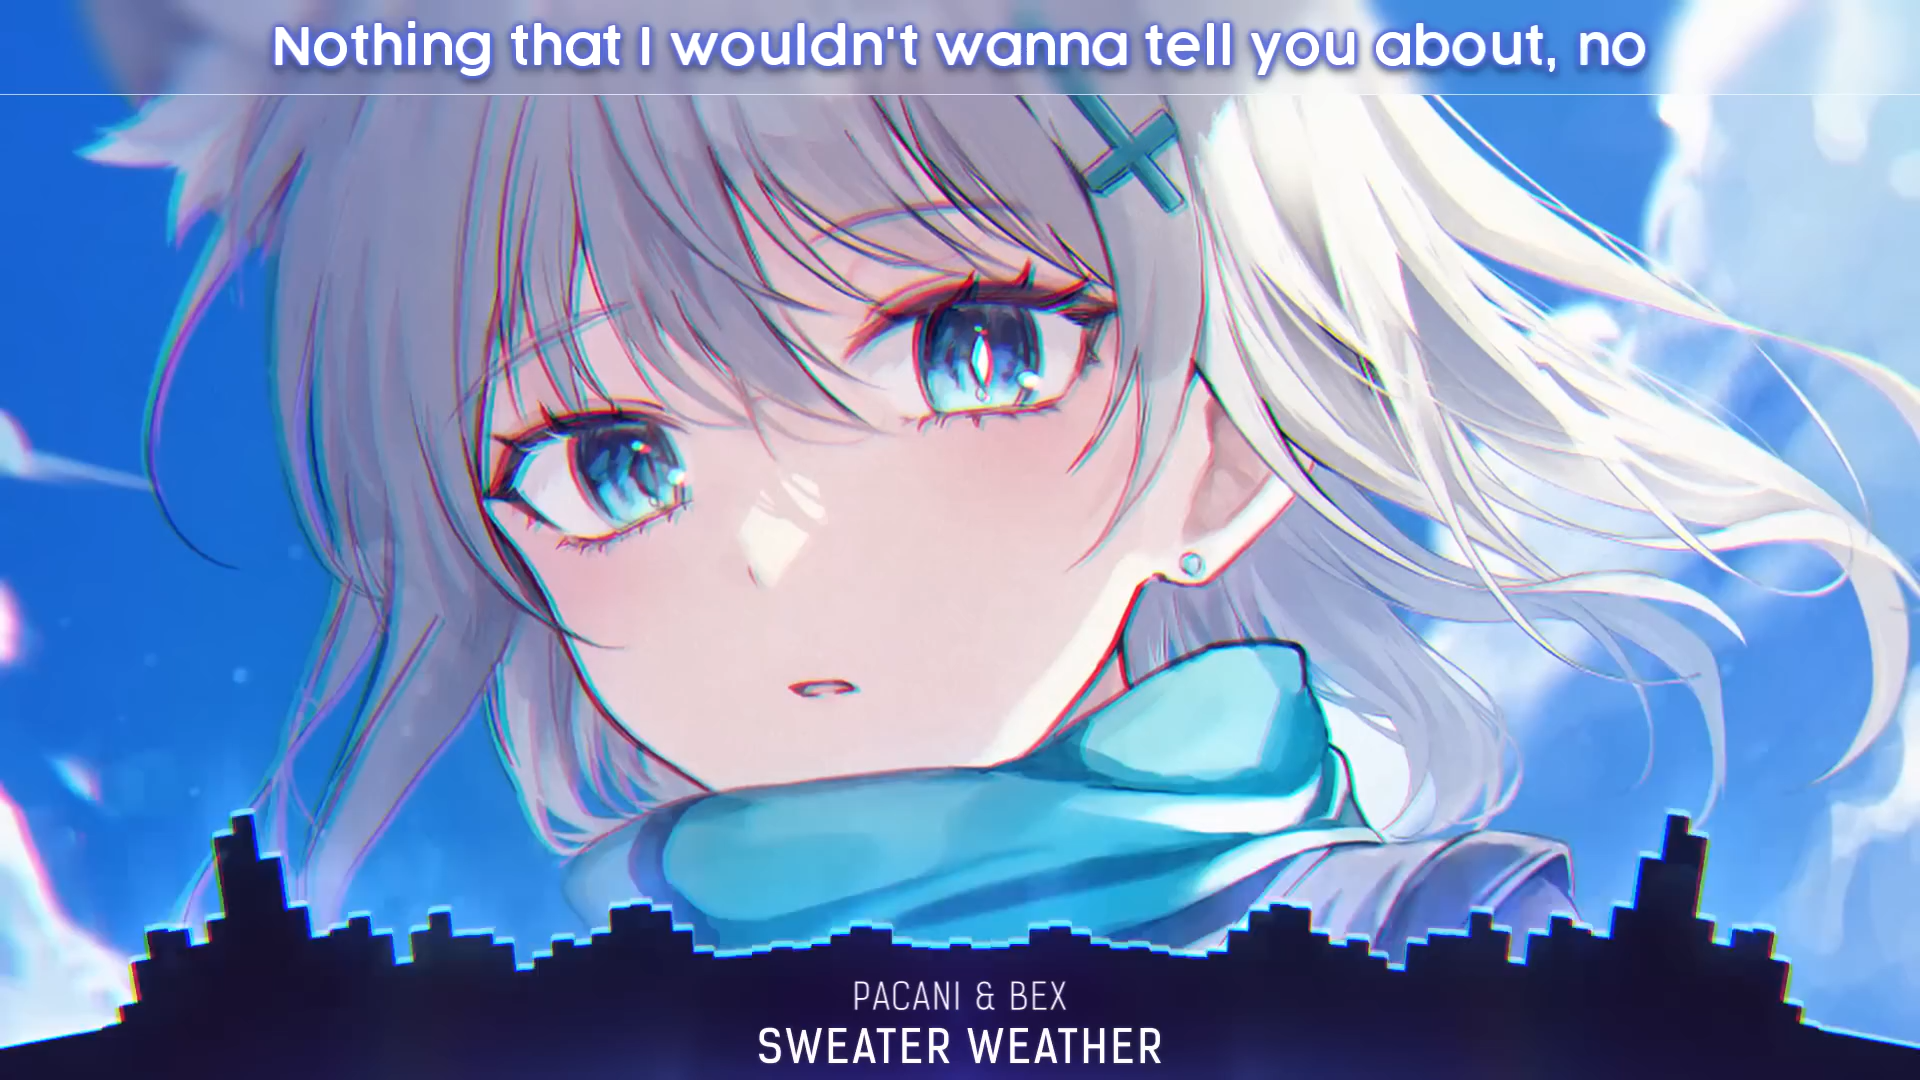 Nothing that I wouldn't wanna tell you about, no
PACANI & BEX
SWEATER WEATHER